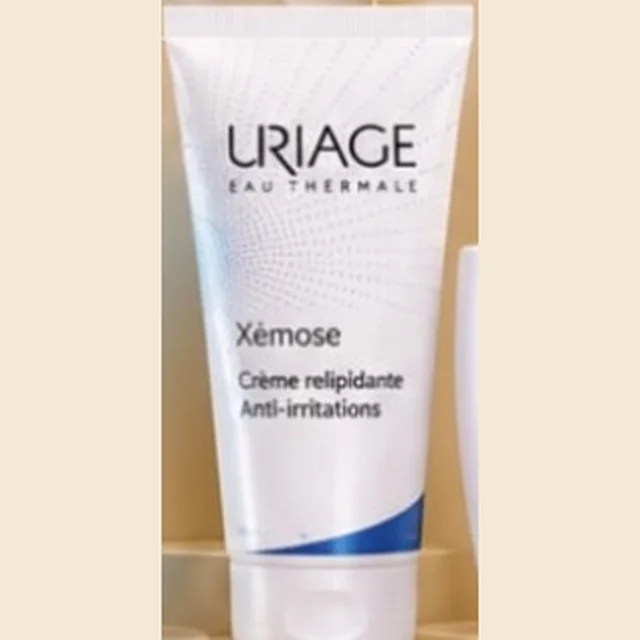 URIAGE
EAU THERMALE
Xémose
Crème relipidante
Anti-irritations